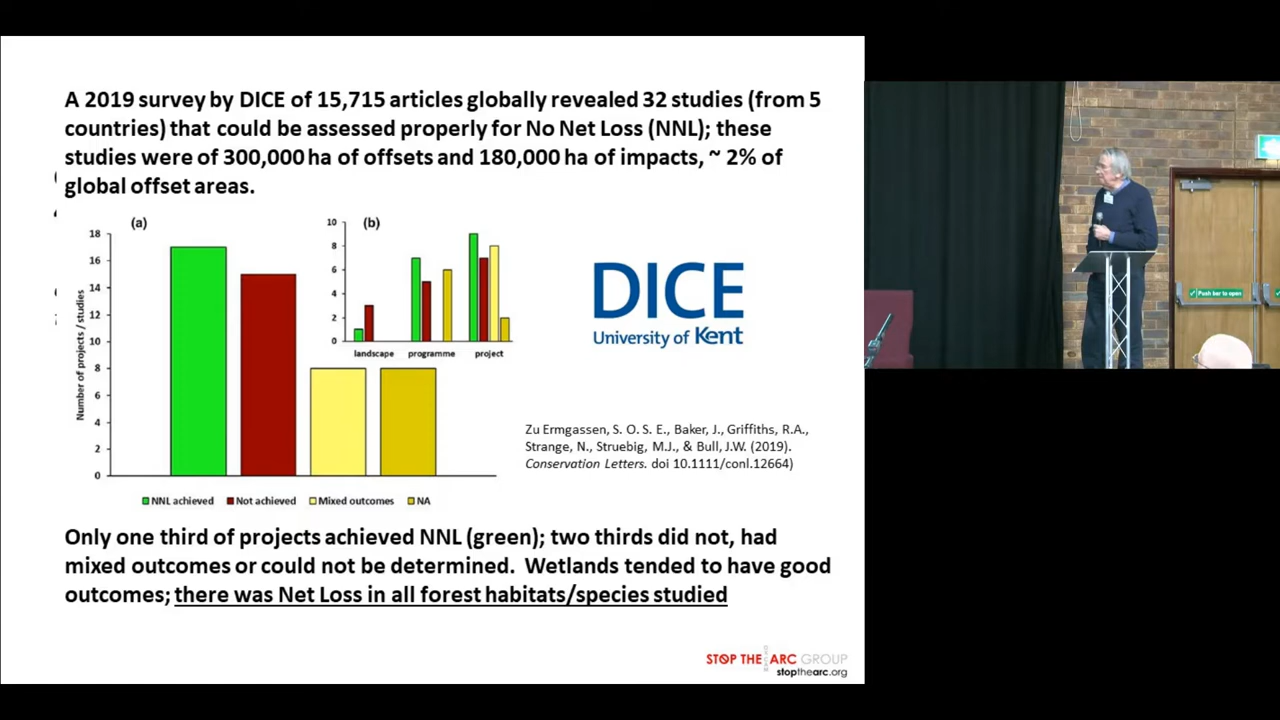 A 2019 survey by DICE of 15,715 articles globally revealed 32 studies (from 5
countries) that could be assessed properly for No Net Loss (NNL); these
studies were of 300,000 ha of offsets and 180,000 ha of impacts, ~ 2% of
global offset areas.
(a)
18
16
14
12
10
8
6
4
2
0
Number of projects / studies
(b)
10
8
6
4
2
0
landscape programme project
NNL achieved Not achieved Mixed outcomes NA
DICE
University of Kent
Zu Ermgassen, S. O. S. E., Baker, J., Griffiths, R.A.,
Strange, N., Struebig, M.J., & Bull, J.W. (2019).
Conservation Letters. doi 10.1111/conl.12664)
Only one third of projects achieved NNL (green); two thirds did not, had
mixed outcomes or could not be determined. Wetlands tended to have good
outcomes; there was Net Loss in all forest habitats/species studied
STOP THE ARC GROUP
stopthearc.org
Push bar to open